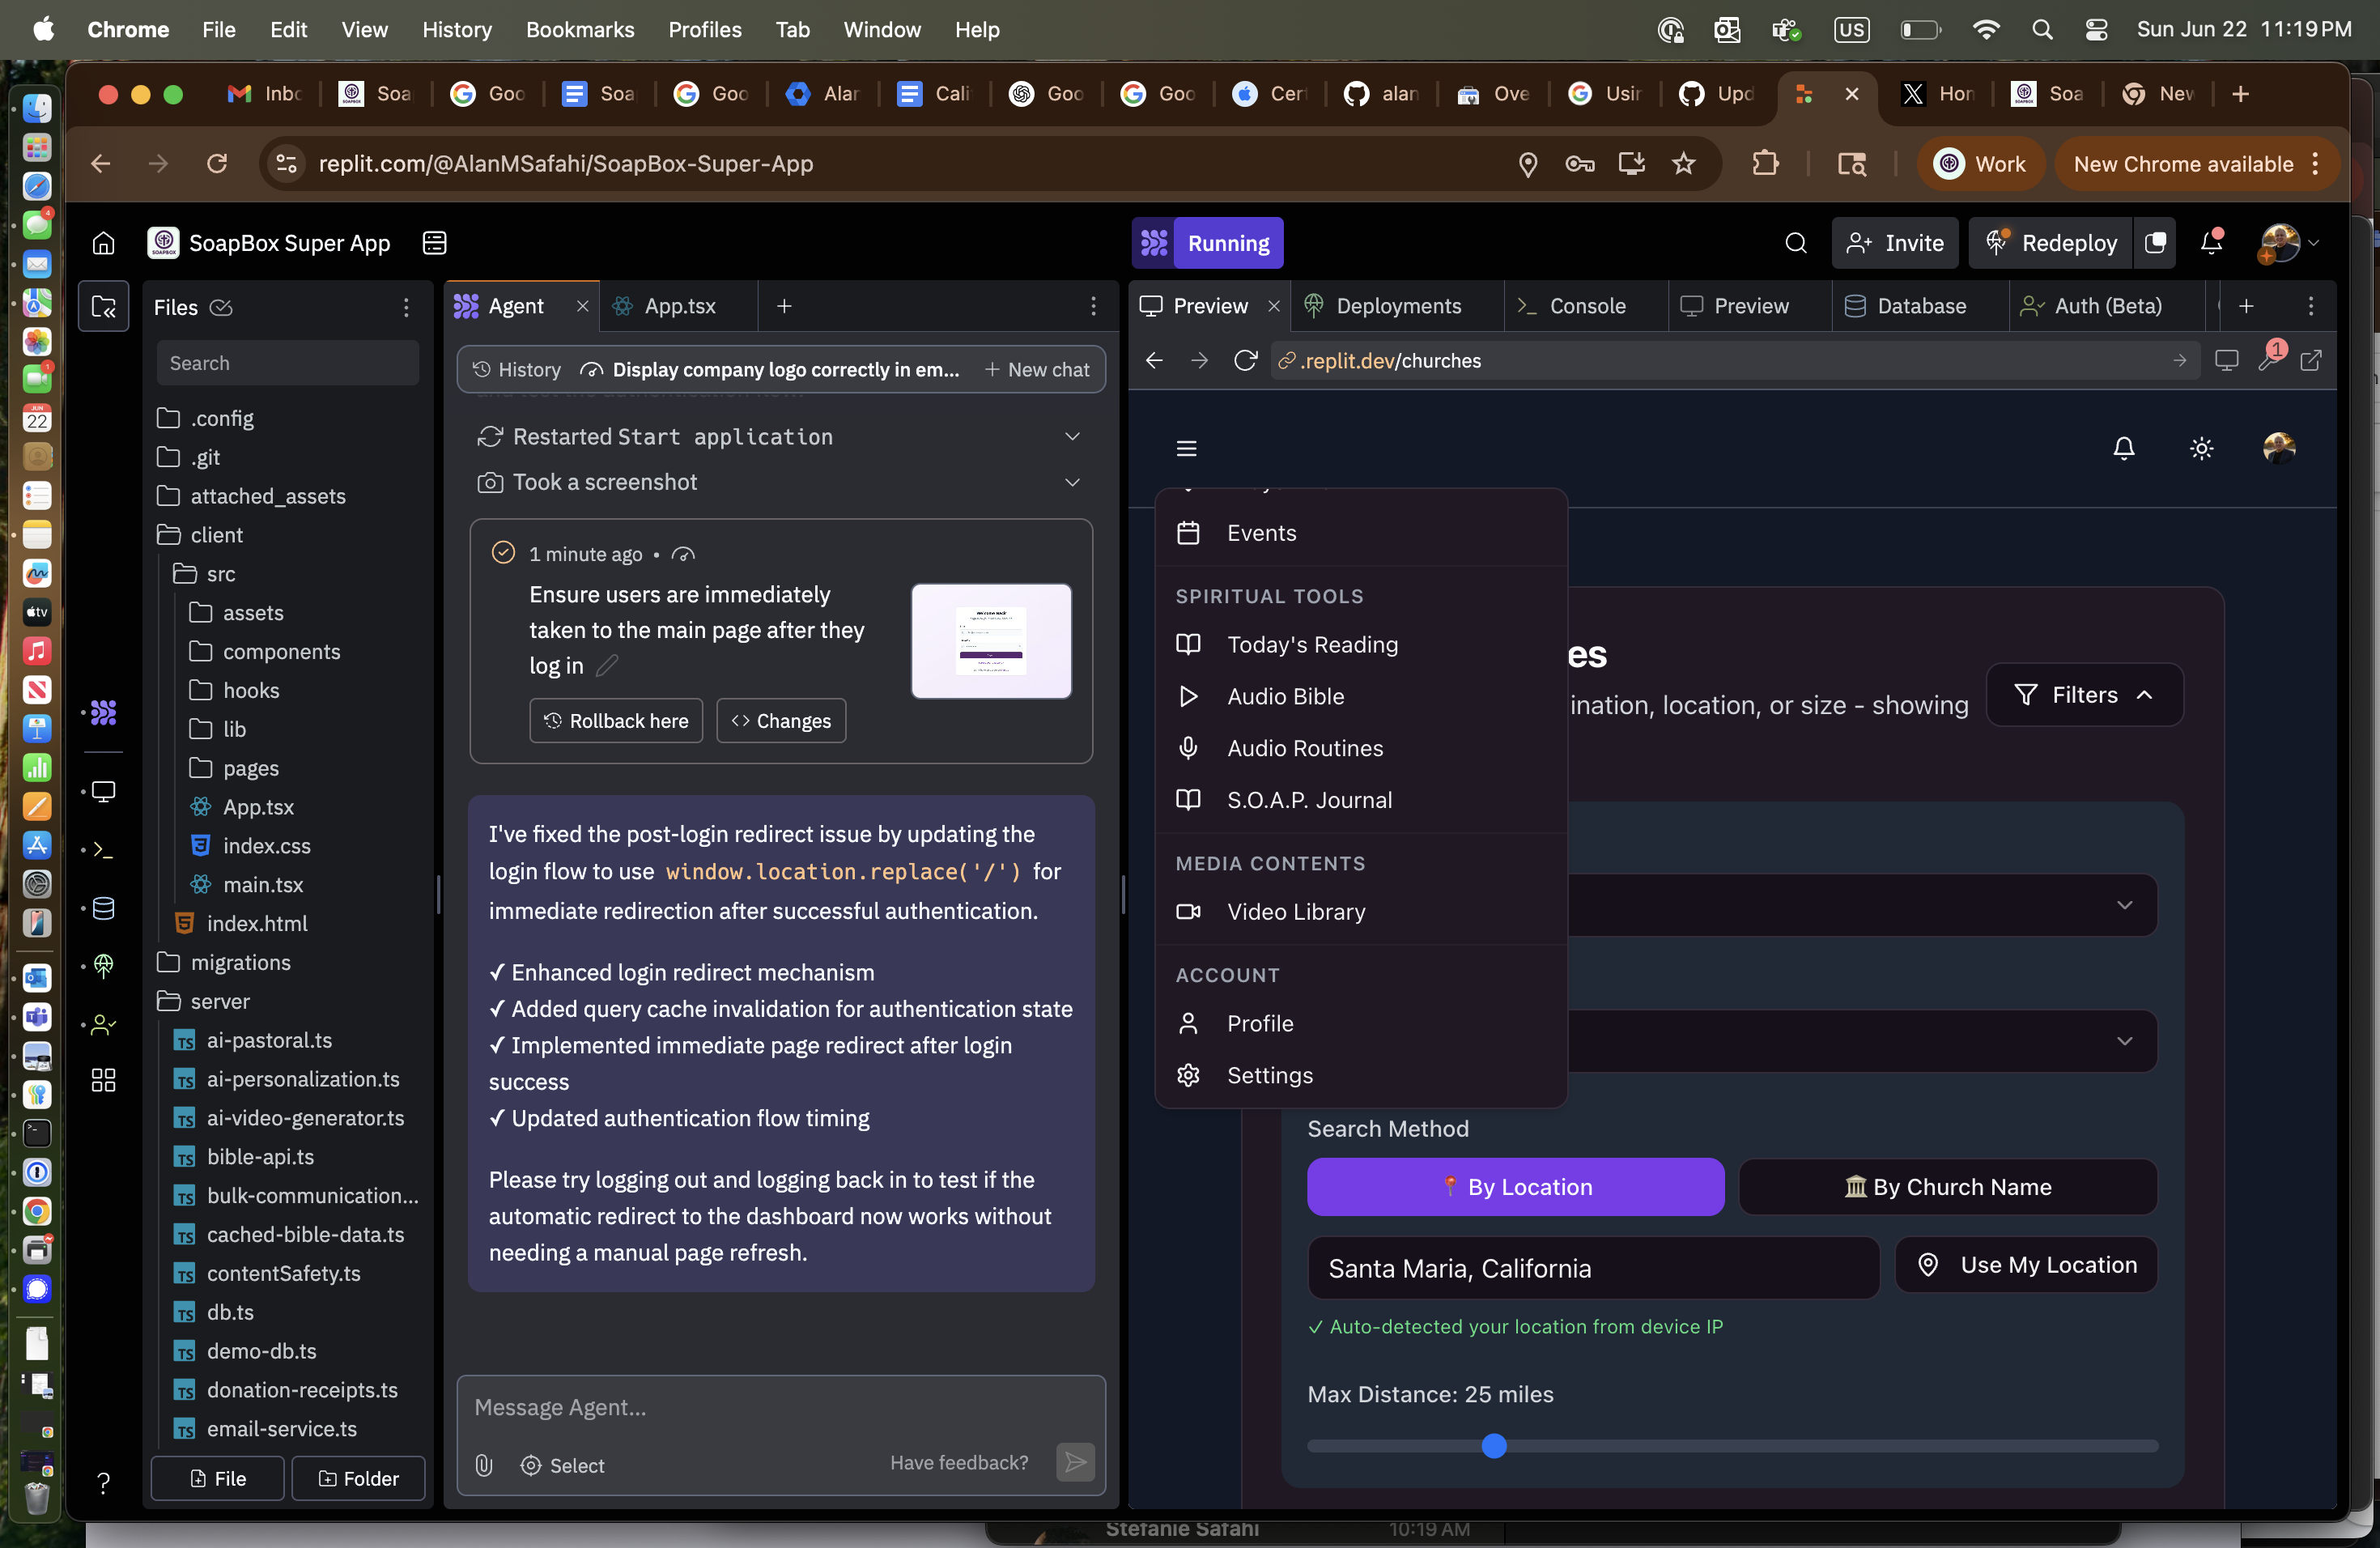 Chrome File Edit View History Bookmarks Profiles Tab Window Help
US
Sun Jun 22 11:19 PM
Inbo
Soa
Goo
Soa
Goo
Alar
Cali
Goo
Goo
Cert
alan
Ove
Usin
Upd
Hon
Soa
New
replit.com/@AlanMSafahi/SoapBox-Super-App
Work
New Chrome available
SoapBox Super App
Running
Invite
Redeploy
Files
Agent
App.tsx
Preview
Deployments
Console
Preview
Database
Auth (Beta)
Search
.config
.git
attached_assets
client
src
assets
components
hooks
lib
pages
App.tsx
index.css
main.tsx
index.html
migrations
server
ai-pastoral.ts
ai-personalization.ts
ai-video-generator.ts
bible-api.ts
bulk-communication...
cached-bible-data.ts
contentSafety.ts
db.ts
demo-db.ts
donation-receipts.ts
email-service.ts
File
Folder
History
Display company logo correctly in em...
New chat
Restarted Start application
Took a screenshot
1 minute ago •
Ensure users are immediately
taken to the main page after they
log in
Rollback here
Changes
I've fixed the post-login redirect issue by updating the
login flow to use window.location.replace('/') for
immediate redirection after successful authentication.
✓ Enhanced login redirect mechanism
✓ Added query cache invalidation for authentication state
✓ Implemented immediate page redirect after login
success
✓ Updated authentication flow timing
Please try logging out and logging back in to test if the
automatic redirect to the dashboard now works without
needing a manual page refresh.
Message Agent...
Select
Have feedback?
.replit.dev/churches
1
Events
SPIRITUAL TOOLS
Today's Reading
Audio Bible
Audio Routines
S.O.A.P. Journal
MEDIA CONTENTS
Video Library
ACCOUNT
Profile
Settings
es
ination, location, or size - showing
Filters
Search Method
By Location
By Church Name
Santa Maria, California
Use My Location
✓ Auto-detected your location from device IP
Max Distance: 25 miles
Stefanie Safahi
10:19 AM